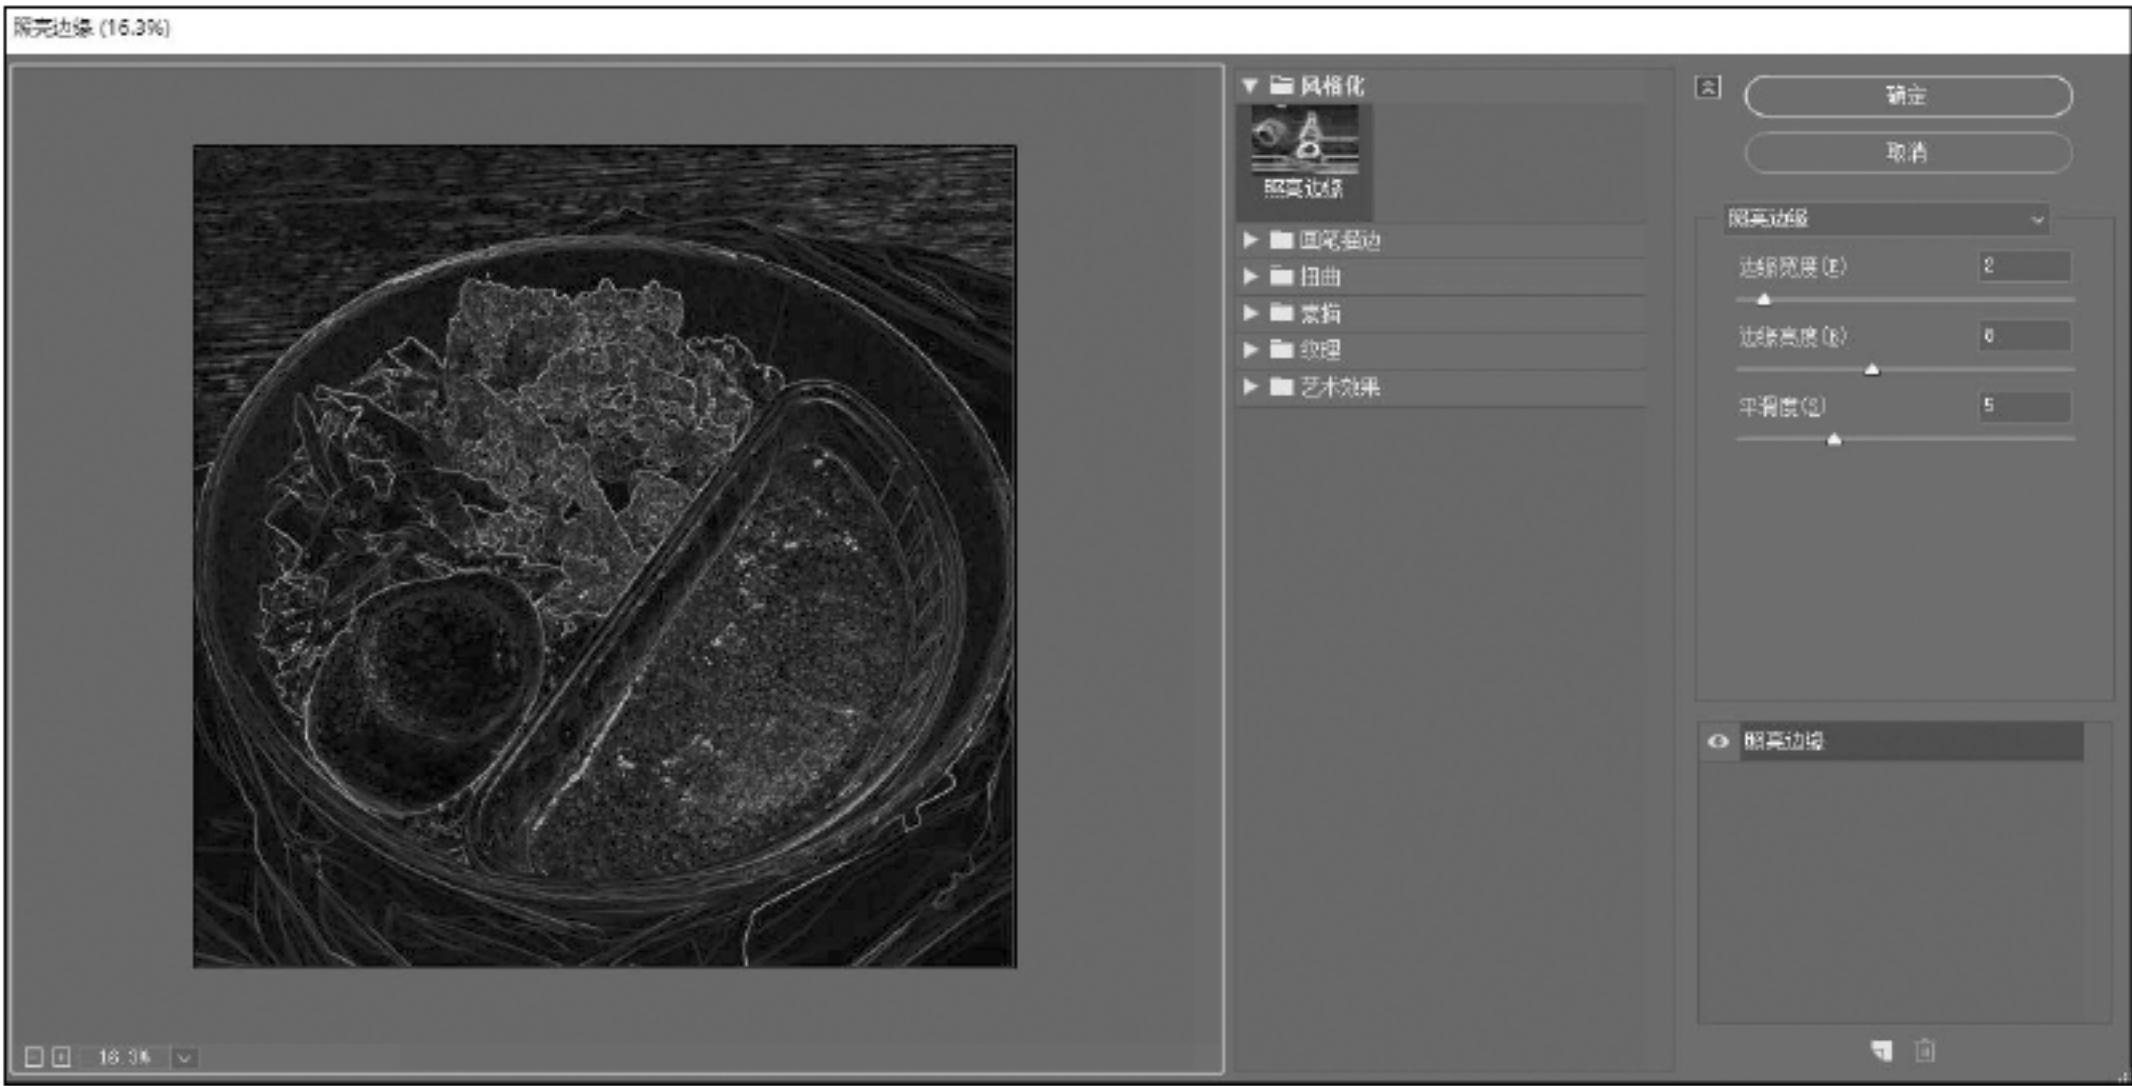 照亮边缘 (16.3%)
风格化
照亮边缘
画笔描边
扭曲
素描
纹理
艺术效果
确定
取消
照亮边缘
边缘宽度(E) 2
边缘亮度(B) 6
平滑度(S) 5
照亮边缘
16.3%